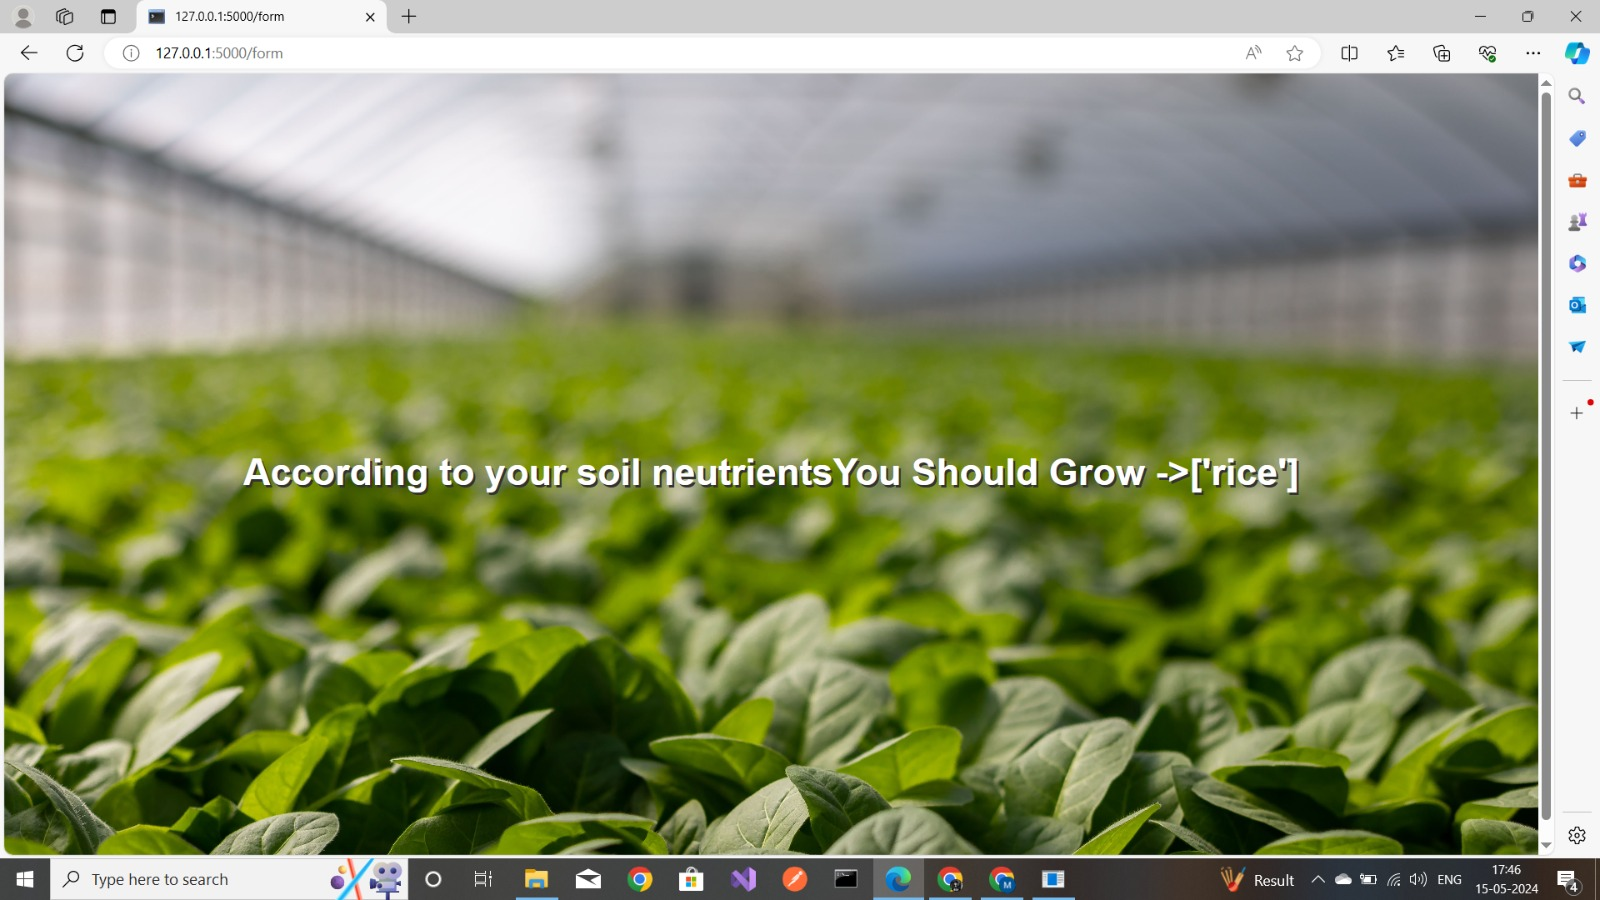 127.0.0.1:5000/form
127.0.0.1:5000/form
According to your soil neutrientsYou Should Grow ->['rice']
Type here to search
Result
ENG
17:46
15-05-2024
4